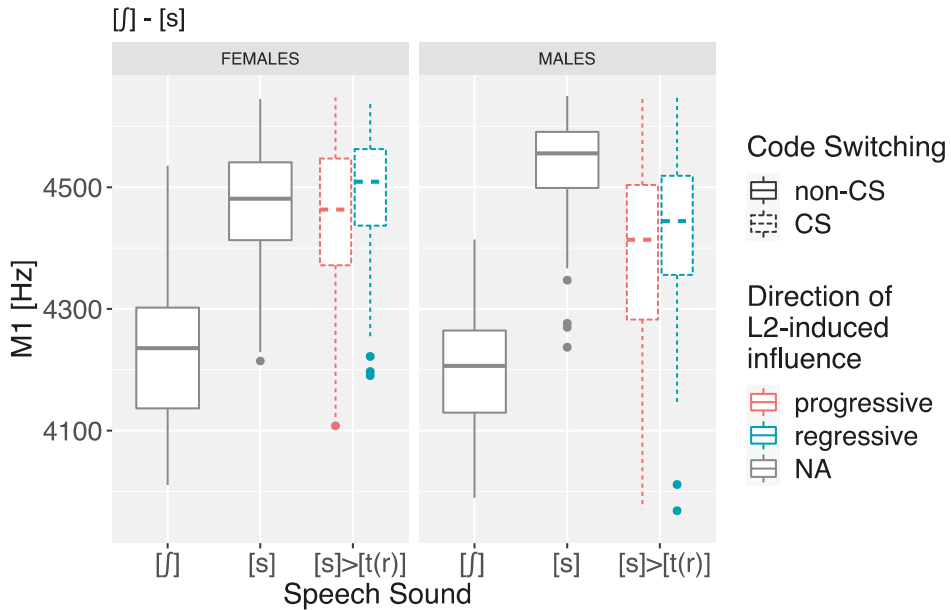 [ʃ] - [s]
FEMALES
MALES
M1 [Hz]
4500
4300
4100
[ʃ]
[s]
[s]>[t(r)]
[ʃ]
[s]
[s]>[t(r)]
Speech Sound
Code Switching
non-CS
CS
Direction of
L2-induced
influence
progressive
regressive
NA